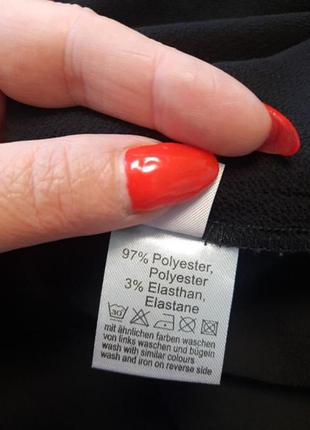 97% Polyester,
Polyester
3% Elasthan,
Elastane
30
mit ähnlichen farben waschen
von links waschen und bügeln
wash with similar colours
wash and iron on reverse side